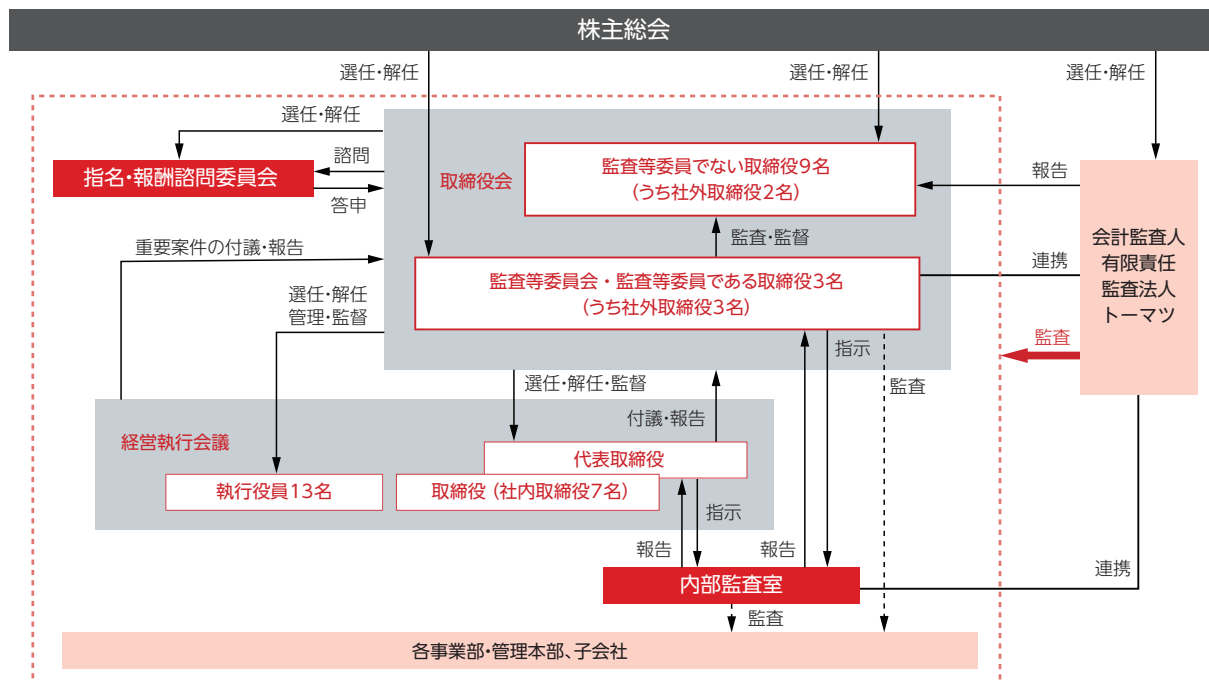 株主総会
選任・解任
選任・解任
選任・解任
選任・解任
諮問
指名・報酬諮問委員会
答申
取締役会
監査等委員でない取締役9名
（うち社外取締役2名）
報告
監査・監督
重要案件の付議・報告
監査等委員会・監査等委員である取締役3名
（うち社外取締役3名）
連携
会計監査人
有限責任
監査法人
トーマツ
選任・解任
管理・監督
指示
監査
監査
選任・解任・監督
付議・報告
経営執行会議
代表取締役
執行役員13名
取締役（社内取締役7名）
指示
報告
報告
内部監査室
連携
監査
各事業部・管理本部、子会社